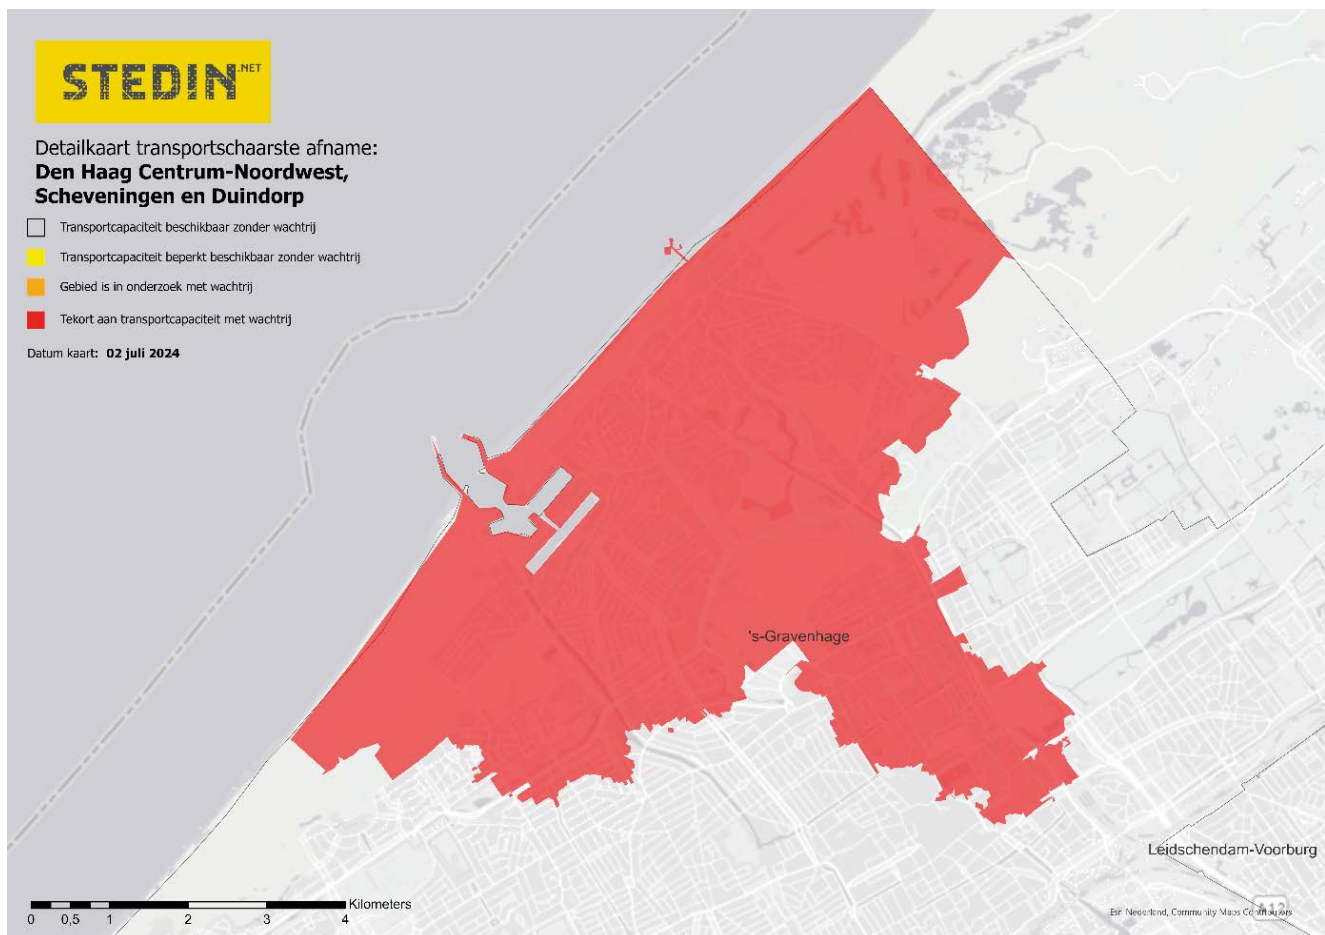 STEDIN.NET
Detailkaart transportschaarste afname:
Den Haag Centrum-Noordwest,
Scheveningen en Duindorp
Transportcapaciteit beschikbaar zonder wachtrij
Transportcapaciteit beperkt beschikbaar zonder wachtrij
Gebied is in onderzoek met wachtrij
Tekort aan transportcapaciteit met wachtrij
Datum kaart: 02 juli 2024
's-Gravenhage
Leidschendam-Voorburg
Kilometers
0 0,5 1 2 3 4
A12
Esri Nederland, Community Maps Contributors